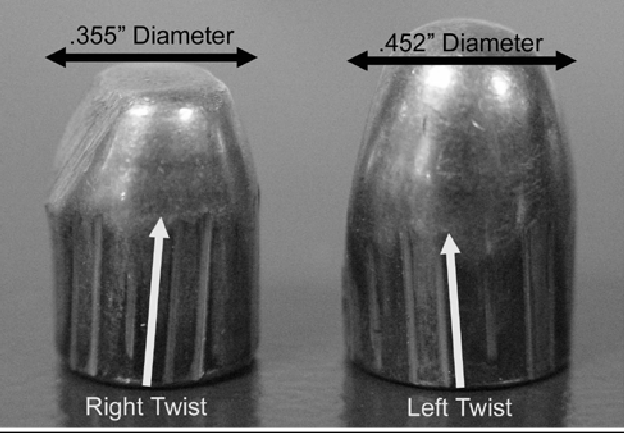 .355” Diameter
.452” Diameter
Right Twist
Left Twist